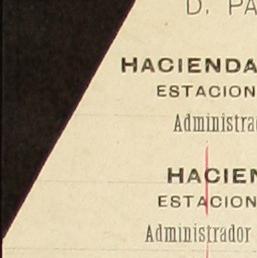 D. PA
HACIENDA
ESTACION
Administra
HACIEN
ESTACION
Administrador